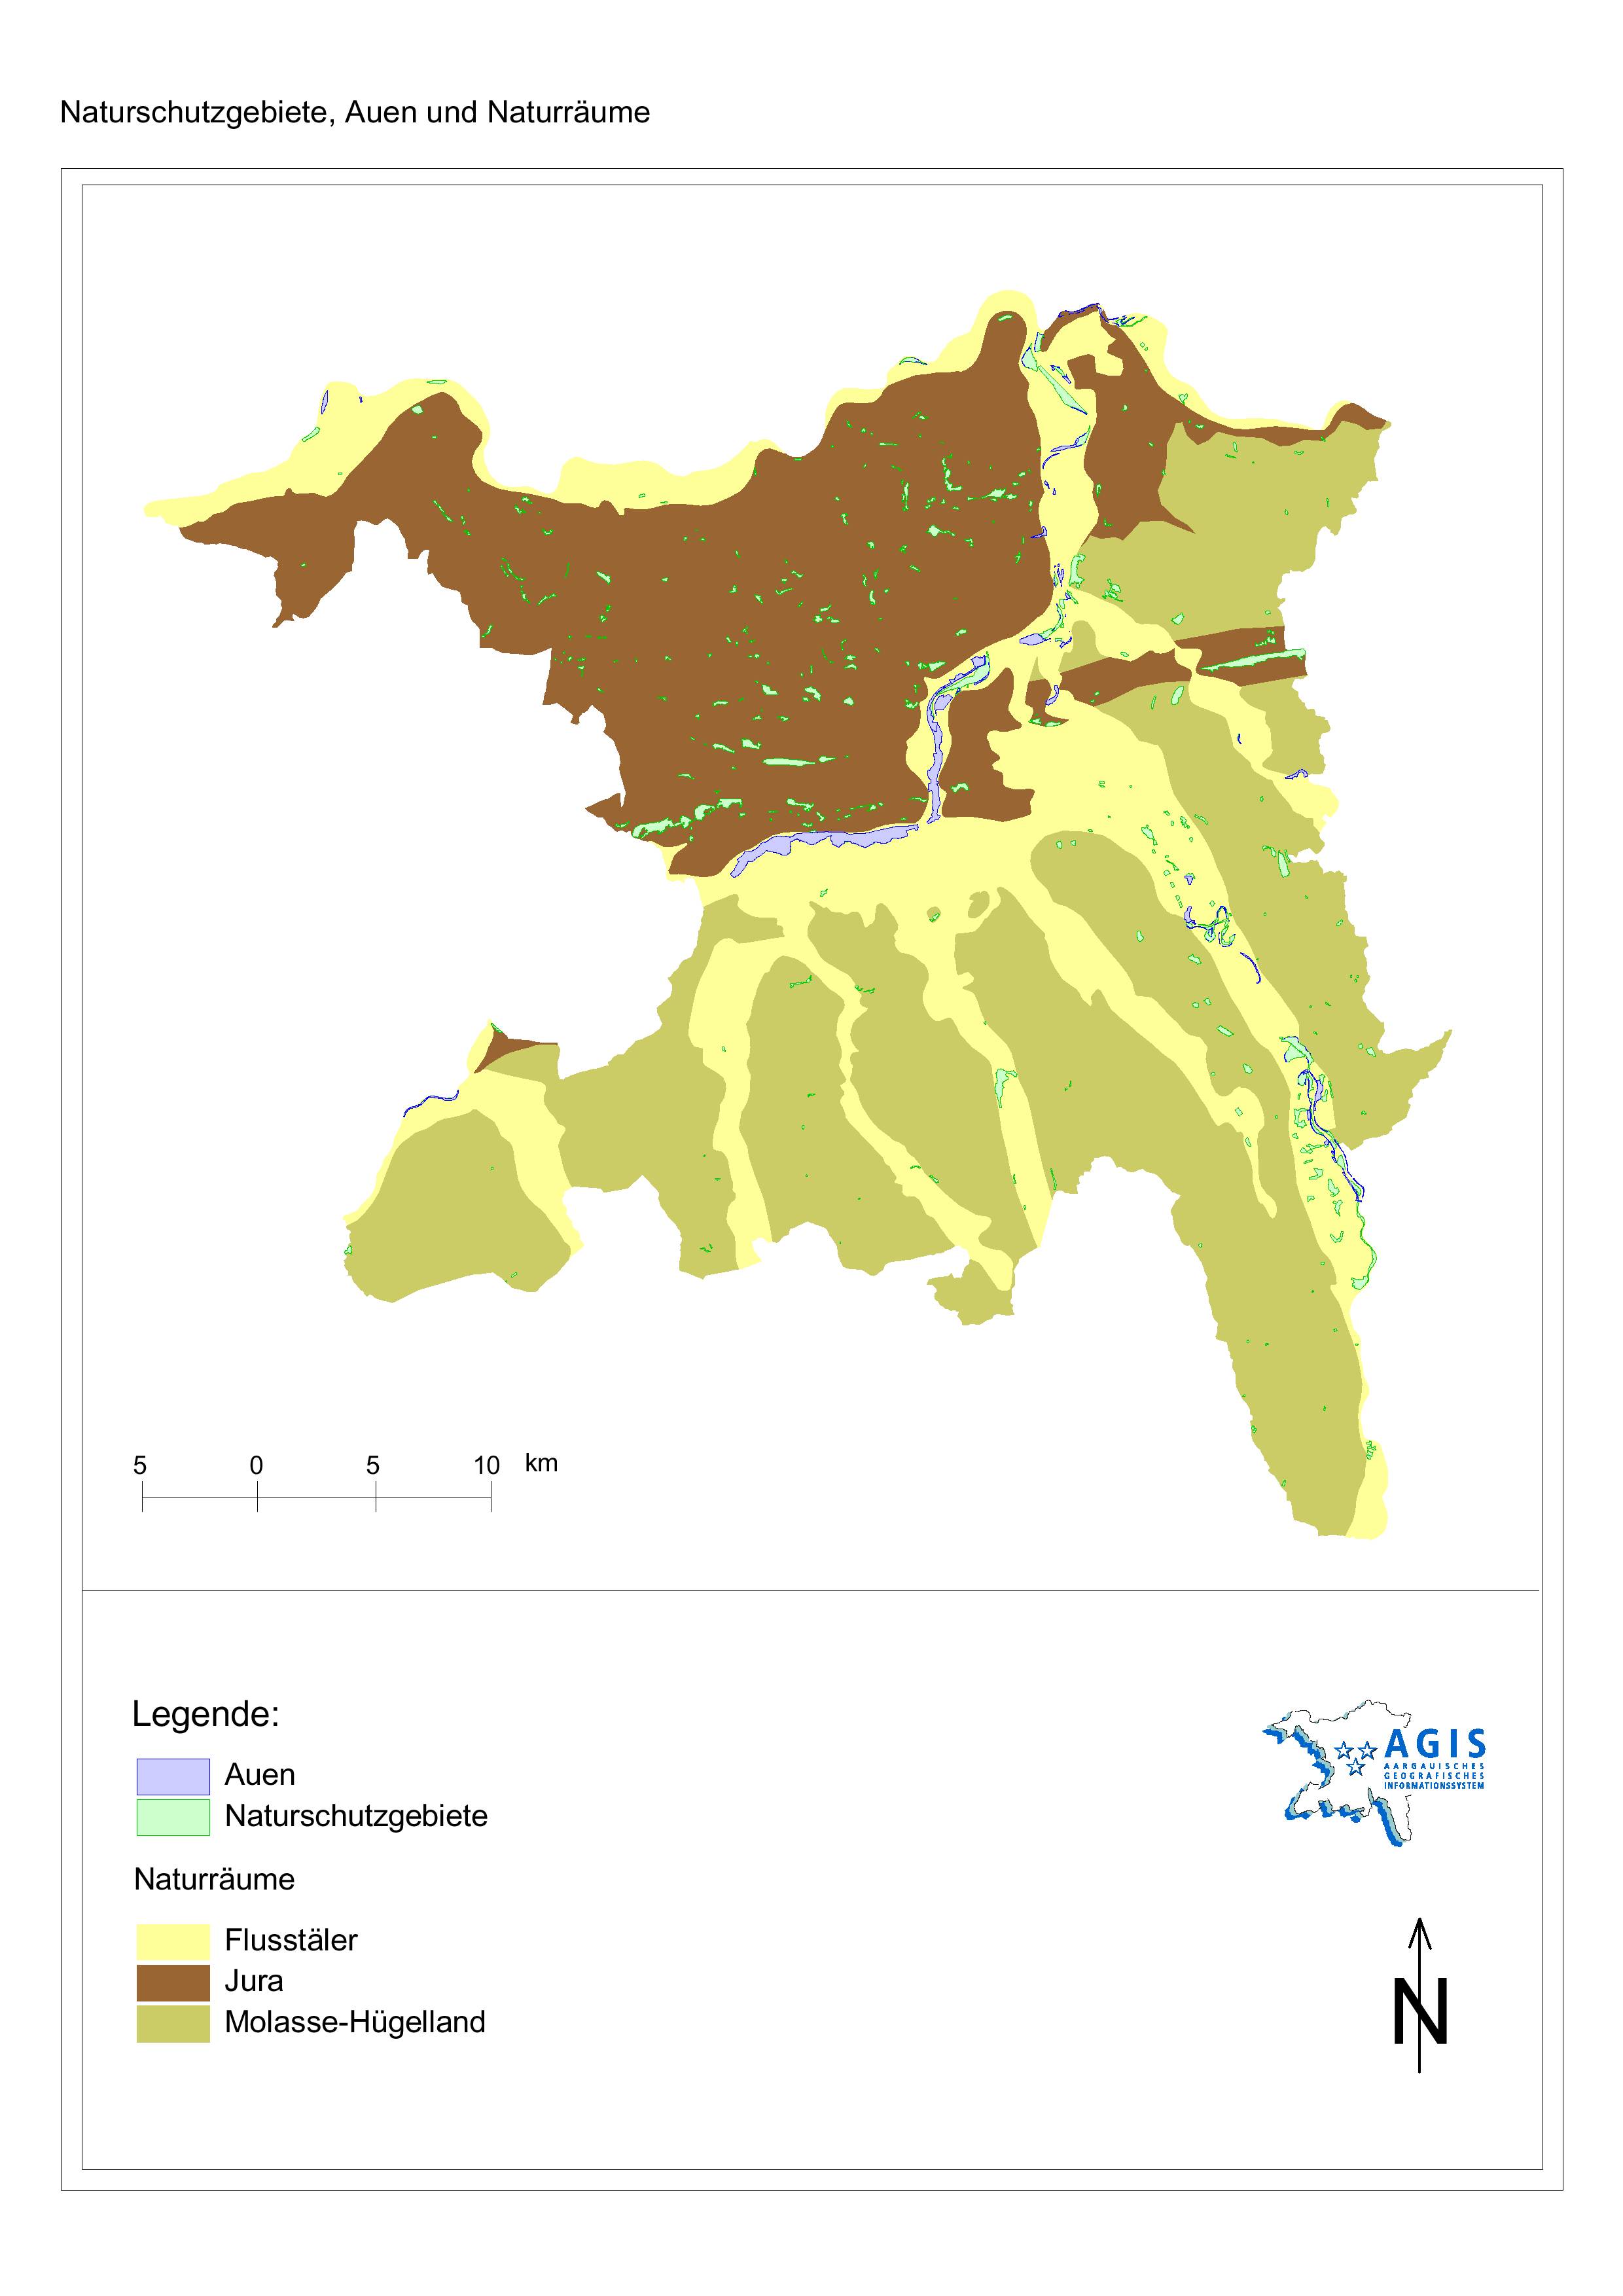 Naturschutzgebiete, Auen und Naturräume
5 0 5 10 km
Legende:
Auen
Naturschutzgebiete
Naturräume
Flusstäler
Jura
Molasse-Hügelland
AGIS
AARGAUISCHES
GEOGRAFISCHES
INFORMATIONSSYSTEM
N